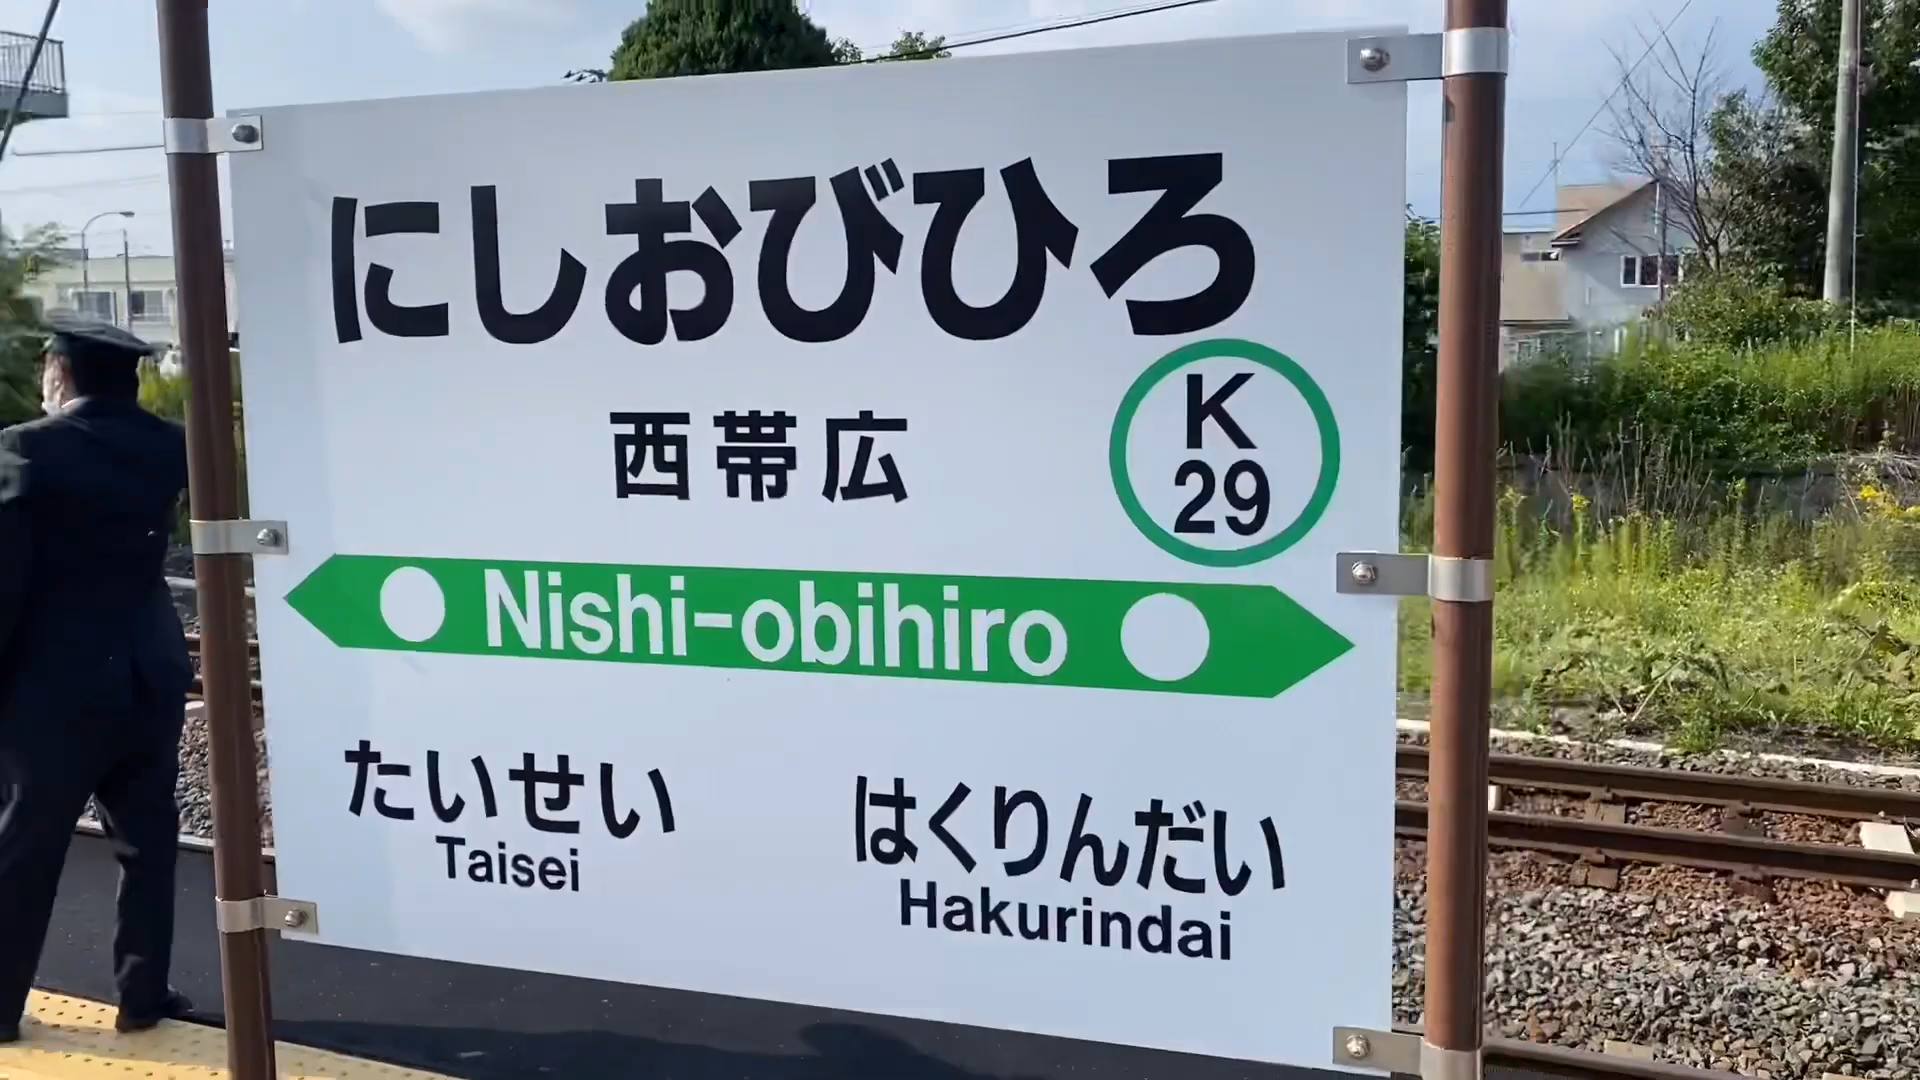 にしおびひろ
西帯広
K
29
Nishi-obihiro
たいせい
Taisei
はくりんだい
Hakurindai